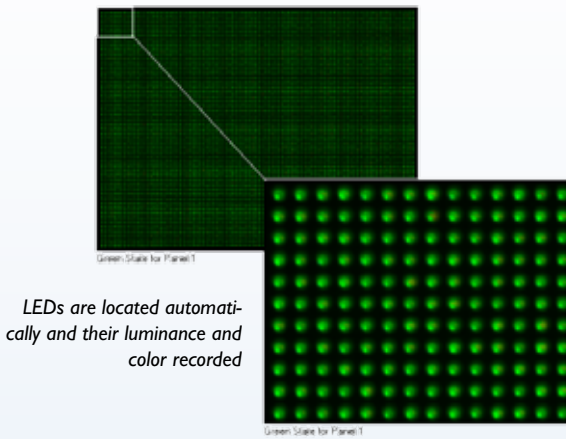 Green State for Panel 1
LEDs are located automati-
cally and their luminance and
color recorded
Green State for Panel 1